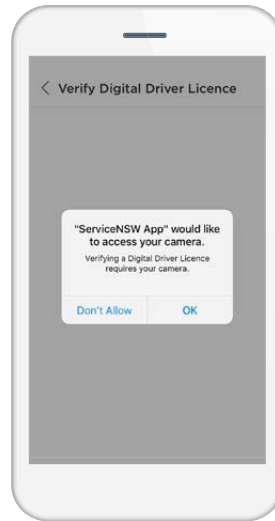 Verify Digital Driver Licence
"ServiceNSW App" would like
to access your camera.
Verifying a Digital Driver Licence
requires your camera.
Don't Allow OK